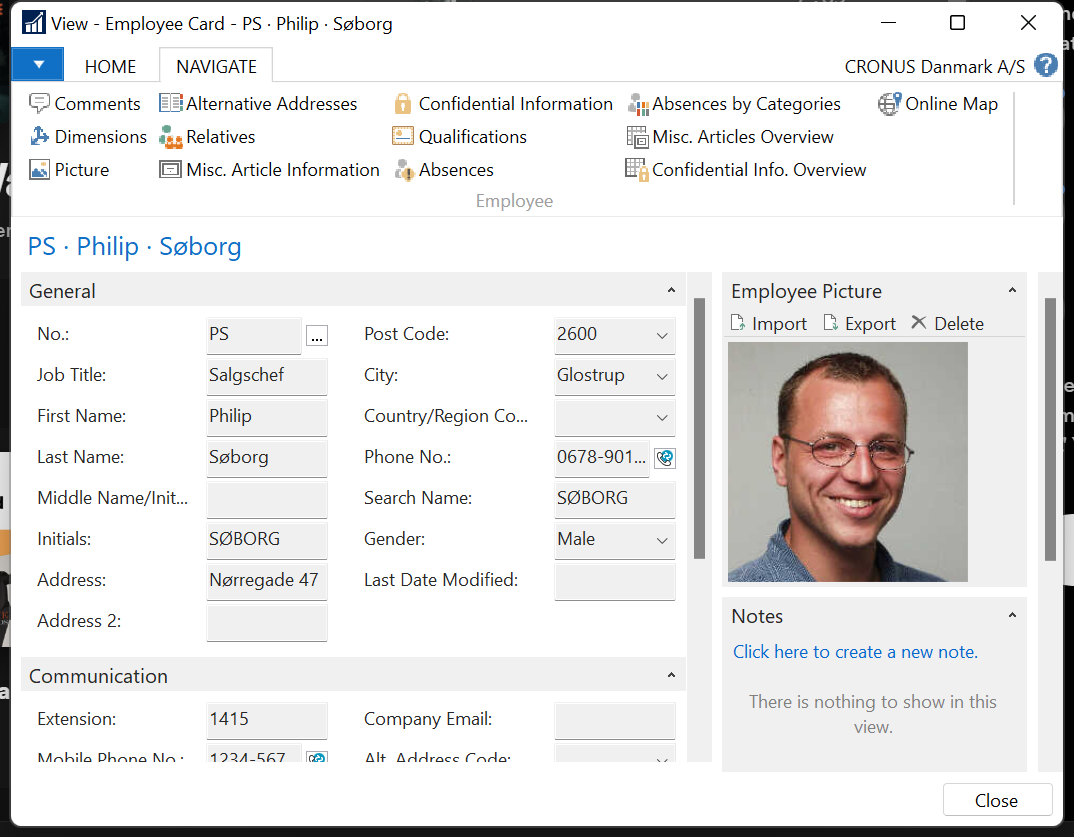 View - Employee Card - PS · Philip · Søborg
HOME NAVIGATE CRONUS Danmark A/S ?
Comments Alternative Addresses Confidential Information Absences by Categories Online Map
Dimensions Relatives Qualifications Misc. Articles Overview
Picture Misc. Article Information Absences Confidential Info. Overview
Employee
PS · Philip · Søborg
General
No.: PS ... Post Code: 2600
Job Title: Salgschef City: Glostrup
First Name: Philip Country/Region Co...
Last Name: Søborg Phone No.: 0678-901...
Middle Name/Init... Search Name: SØBORG
Initials: SØBORG Gender: Male
Address: Nørregade 47 Last Date Modified:
Address 2:
Communication
Extension: 1415 Company Email:
Mobile Phone No.: 1234-567 Alt. Address Code:
Employee Picture
Import Export Delete
Notes
Click here to create a new note.
There is nothing to show in this
view.
Close